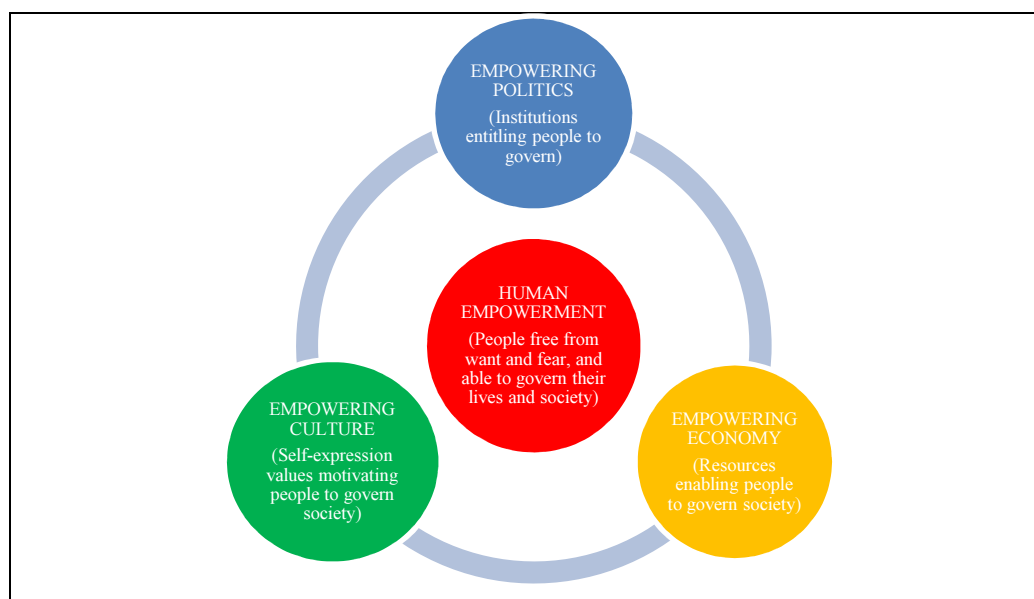 EMPOWERING
POLITICS
(Institutions
entitling people to
govern)
HUMAN
EMPOWERMENT
(People free from
want and fear, and
able to govern their
lives and society)
EMPOWERING
CULTURE
(Self-expression
values motivating
people to govern
society)
EMPOWERING
ECONOMY
(Resources
enabling people
to govern society)